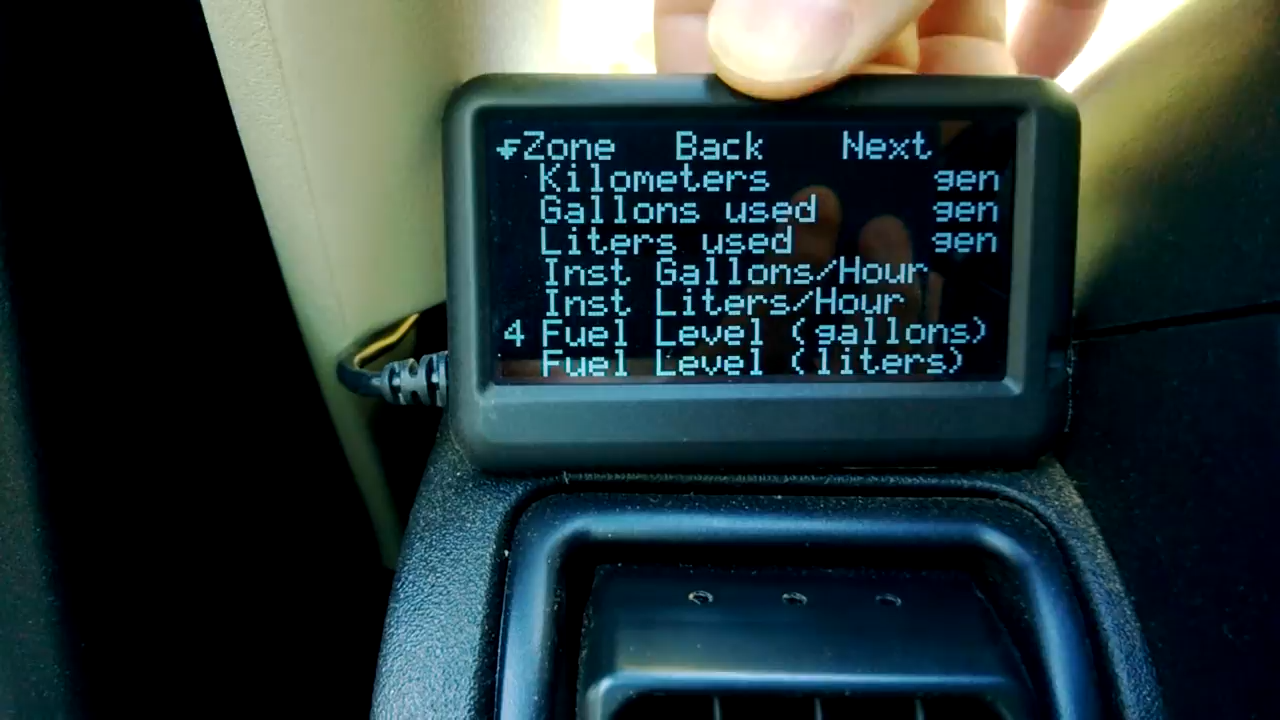 Zone Back Next
Kilometers gen
Gallons used gen
Liters used gen
Inst Gallons/Hour
Inst Liters/Hour
4 Fuel Level (gallons)
Fuel Level (liters)